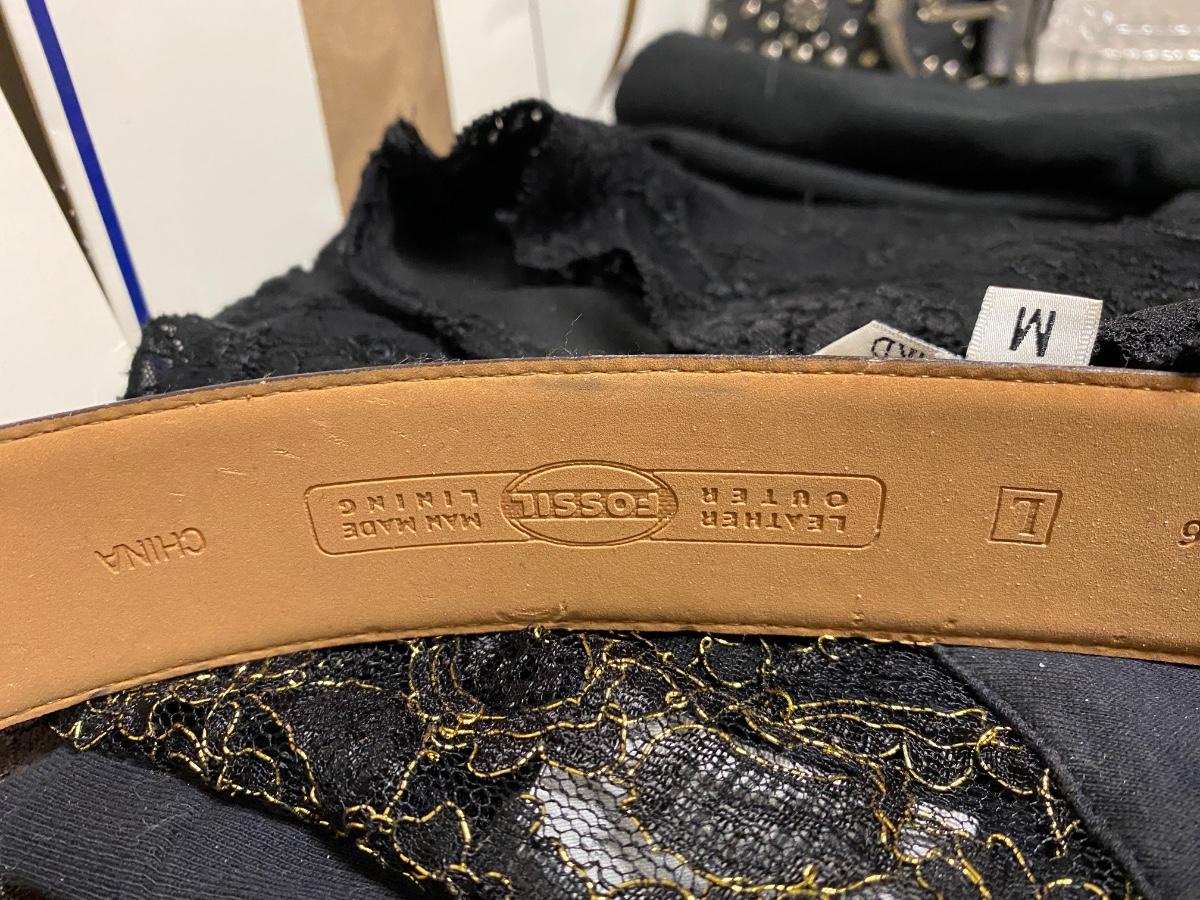 M
L
LEATHER
OUTER
FOSSIL
MAN MADE
LINING
CHINA